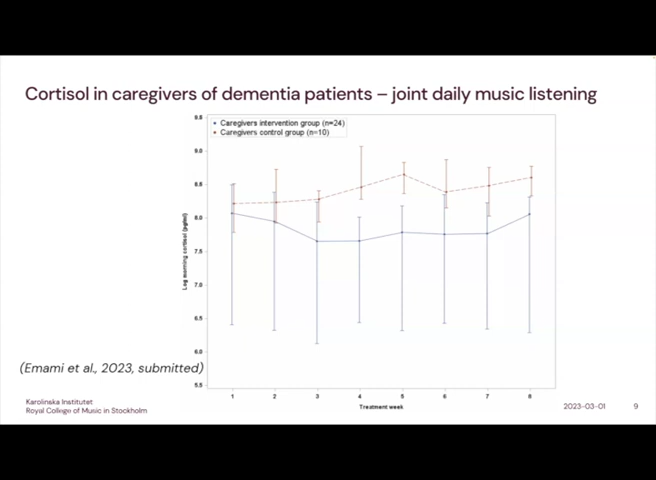 Cortisol in caregivers of dementia patients – joint daily music listening
Caregivers intervention group (n=24)
Caregivers control group (n=10)
9.0
8.5
8.0
7.5
7.0
6.5
6.0
5.5
Log morning cortisol (pg/ml)
1 2 3 4 5 6 7 8
Treatment week
(Emami et al., 2023, submitted)
Karolinska Institutet
Royal College of Music in Stockholm
2023-03-01
9